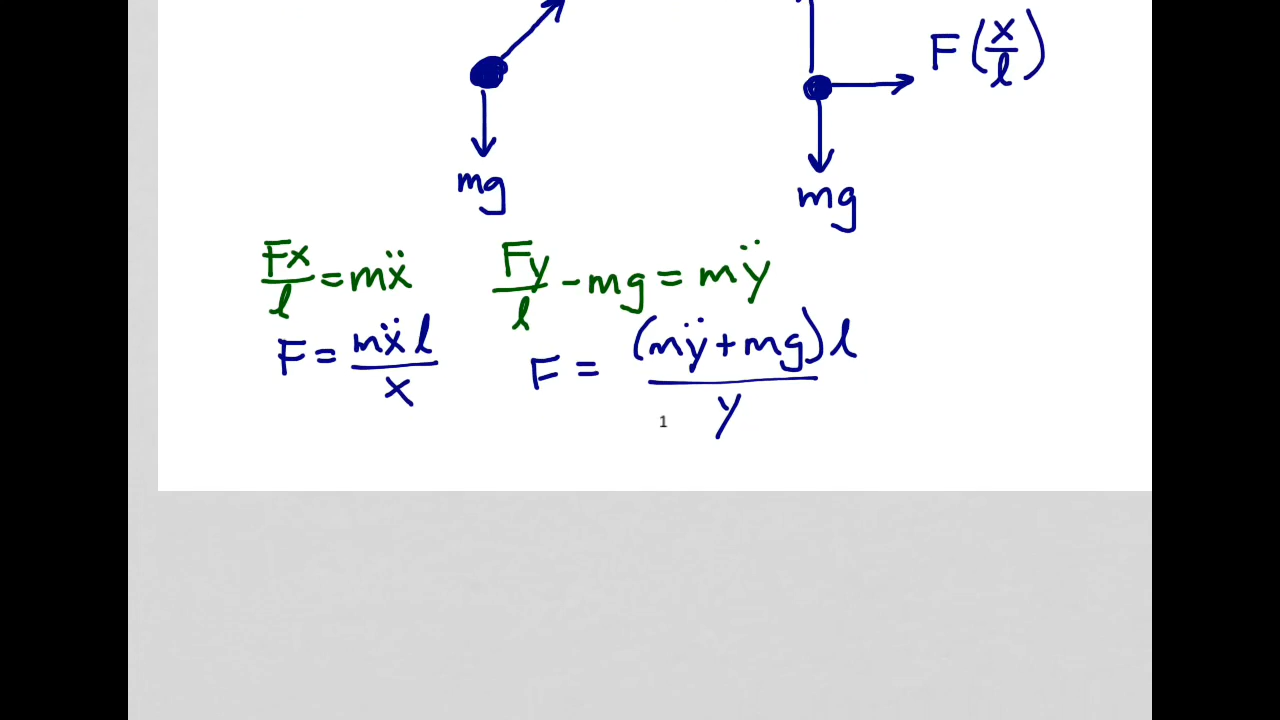 F(x/l)
mg mg
Fx/l = mẍ Fy/l - mg = mÿ
F = mẍl/x F = (mÿ + mg)l/y
1